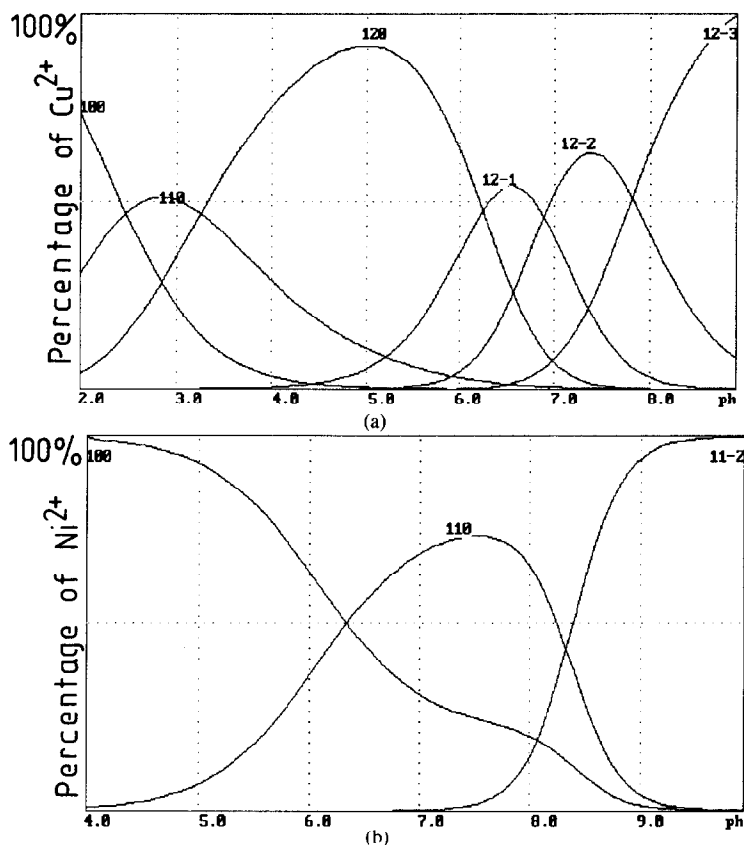 100%
Percentage of Cu2+
100
110
120
12-1
12-2
12-3
2.0 3.0 4.0 5.0 6.0 7.0 8.0 ph
(a)
100%
Percentage of Ni2+
100
110
11-2
4.0 5.0 6.0 7.0 8.0 9.0 ph
(b)